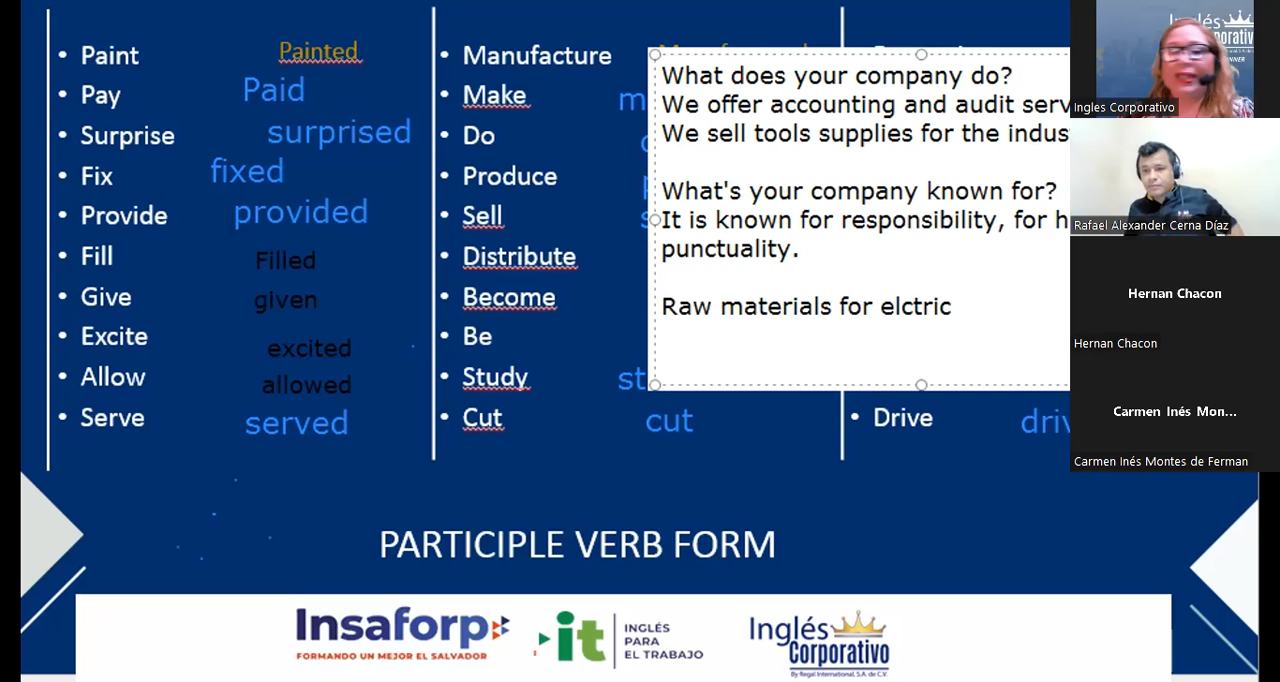 Paint Painted
Pay Paid
Surprise surprised
Fix fixed
Provide provided
Fill Filled
Give given
Excite excited
Allow allowed
Serve served
Manufacture
Make
Do
Produce
Sell
Distribute
Become
Be
Study
Cut cut
What does your company do?
We offer accounting and audit
We sell tools supplies for the
What's your company known for?
It is known for responsibility, for
punctuality.
Raw materials for elctric
Drive
PARTICIPLE VERB FORM
Insaforp
FORMANDO UN MEJOR EL SALVADOR
it
INGLÉS
PARA
EL TRABAJO
Inglés
Corporativo
By Regal International, S.A. de C.V.
Inglés
Ingles Corporativo
Rafael Alexander Cerna Díaz
Hernan Chacon
Hernan Chacon
Carmen Inés Mon...
Carmen Inés Montes de Ferman